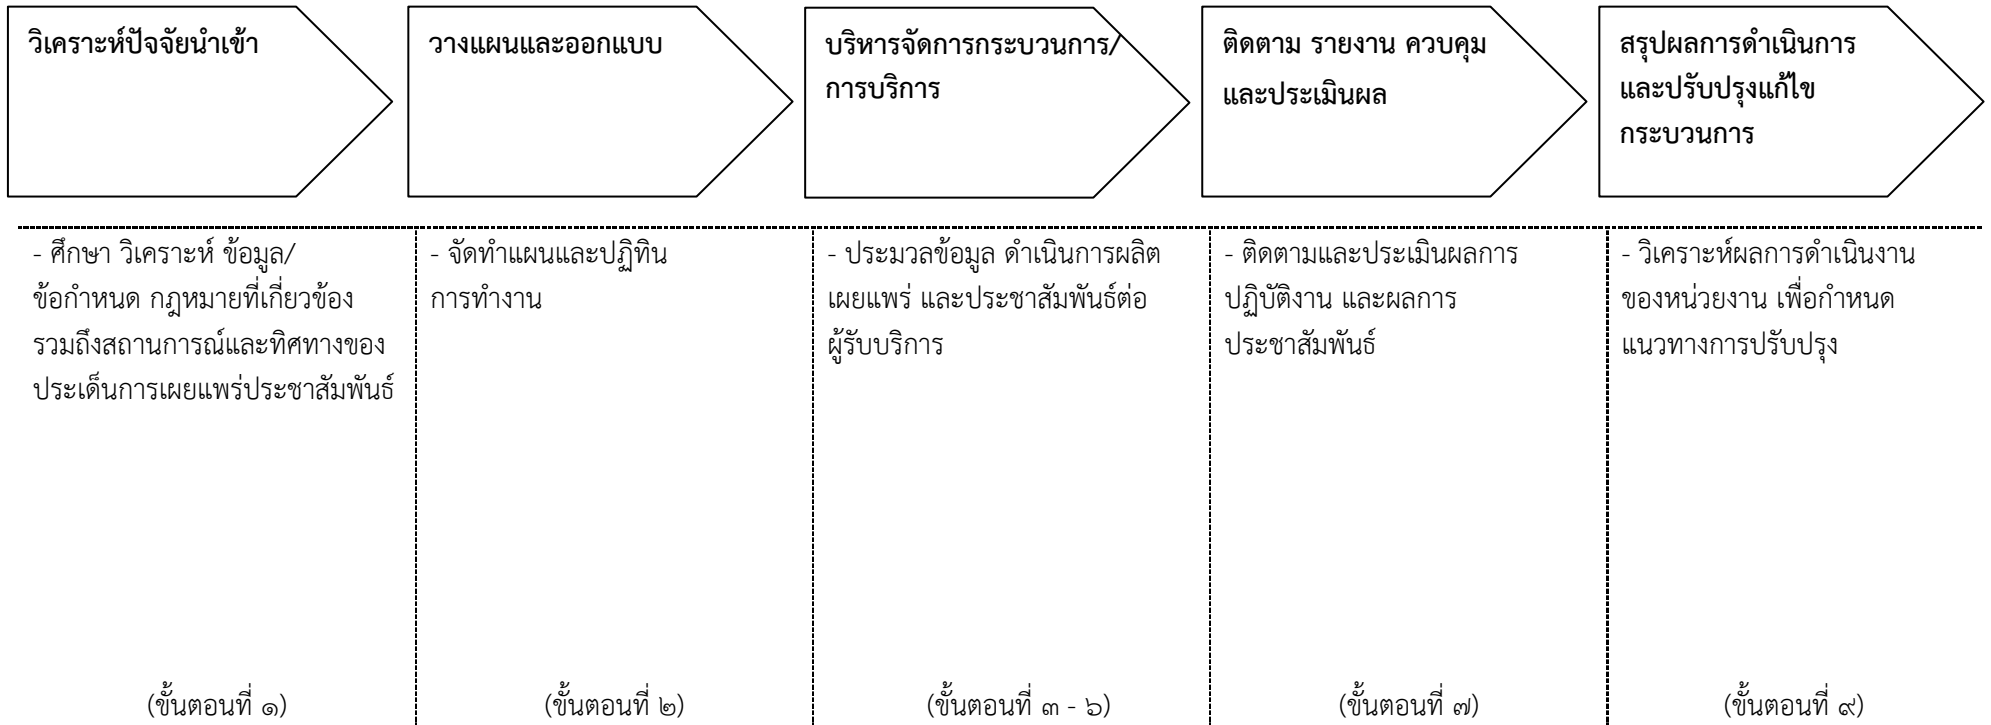 วิเคราะห์ปัจจัยนำเข้า
วางแผนและออกแบบ
บริหารจัดการกระบวนการ/
การบริการ
ติดตาม รายงาน ควบคุม
และประเมินผล
สรุปผลการดำเนินการ
และปรับปรุงแก้ไข
กระบวนการ
- ศึกษา วิเคราะห์ ข้อมูล/
ข้อกำหนด กฎหมายที่เกี่ยวข้อง
รวมถึงสถานการณ์และทิศทางของ
ประเด็นการเผยแพร่ประชาสัมพันธ์
(ขั้นตอนที่ ๑)
- จัดทำแผนและปฏิทิน
การทำงาน
(ขั้นตอนที่ ๒)
- ประมวลข้อมูล ดำเนินการผลิต
เผยแพร่ และประชาสัมพันธ์ต่อ
ผู้รับบริการ
(ขั้นตอนที่ ๓ - ๖)
- ติดตามและประเมินผลการ
ปฏิบัติงาน และผลการ
ประชาสัมพันธ์
(ขั้นตอนที่ ๗)
- วิเคราะห์ผลการดำเนินงาน
ของหน่วยงาน เพื่อกำหนด
แนวทางการปรับปรุง
(ขั้นตอนที่ ๙)